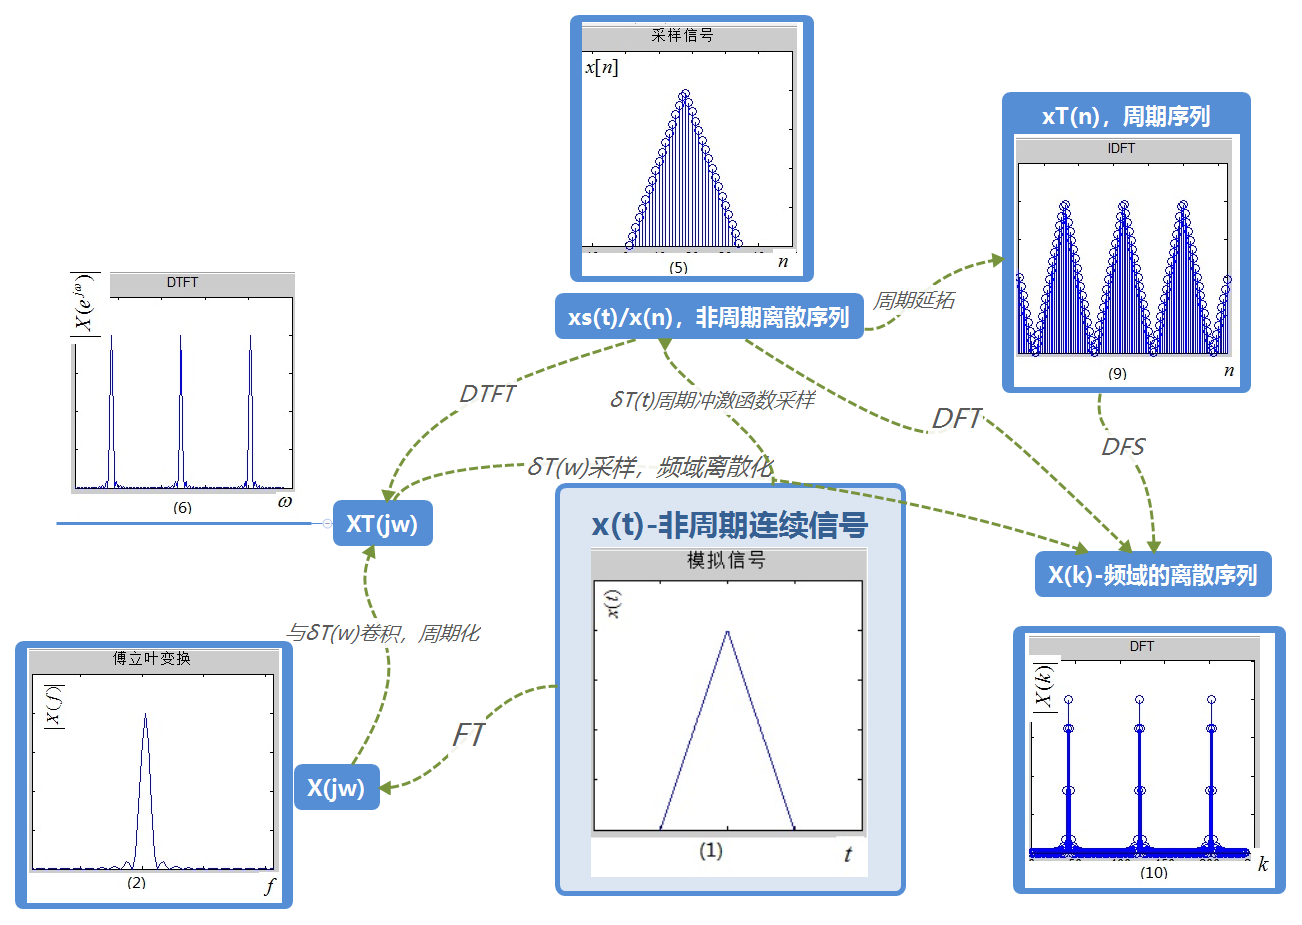 采样信号
x[n]
(5)
n
xs(t)/x(n)，非周期离散序列
xT(n)，周期序列
IDFT
(9)
n
周期延拓
DTFT
X(e^jω)
(6)
ω
DTFT
δT(t)周期冲激函数采样
DFT
DFS
δT(w)采样，频域离散化
XT(jw)
x(t)-非周期连续信号
模拟信号
x(t)
(1)
t
X(k)-频域的离散序列
与δT(w)卷积，周期化
傅立叶变换
|X(f)|
(2)
f
X(jw)
FT
DFT
|X(k)|
(10)
k